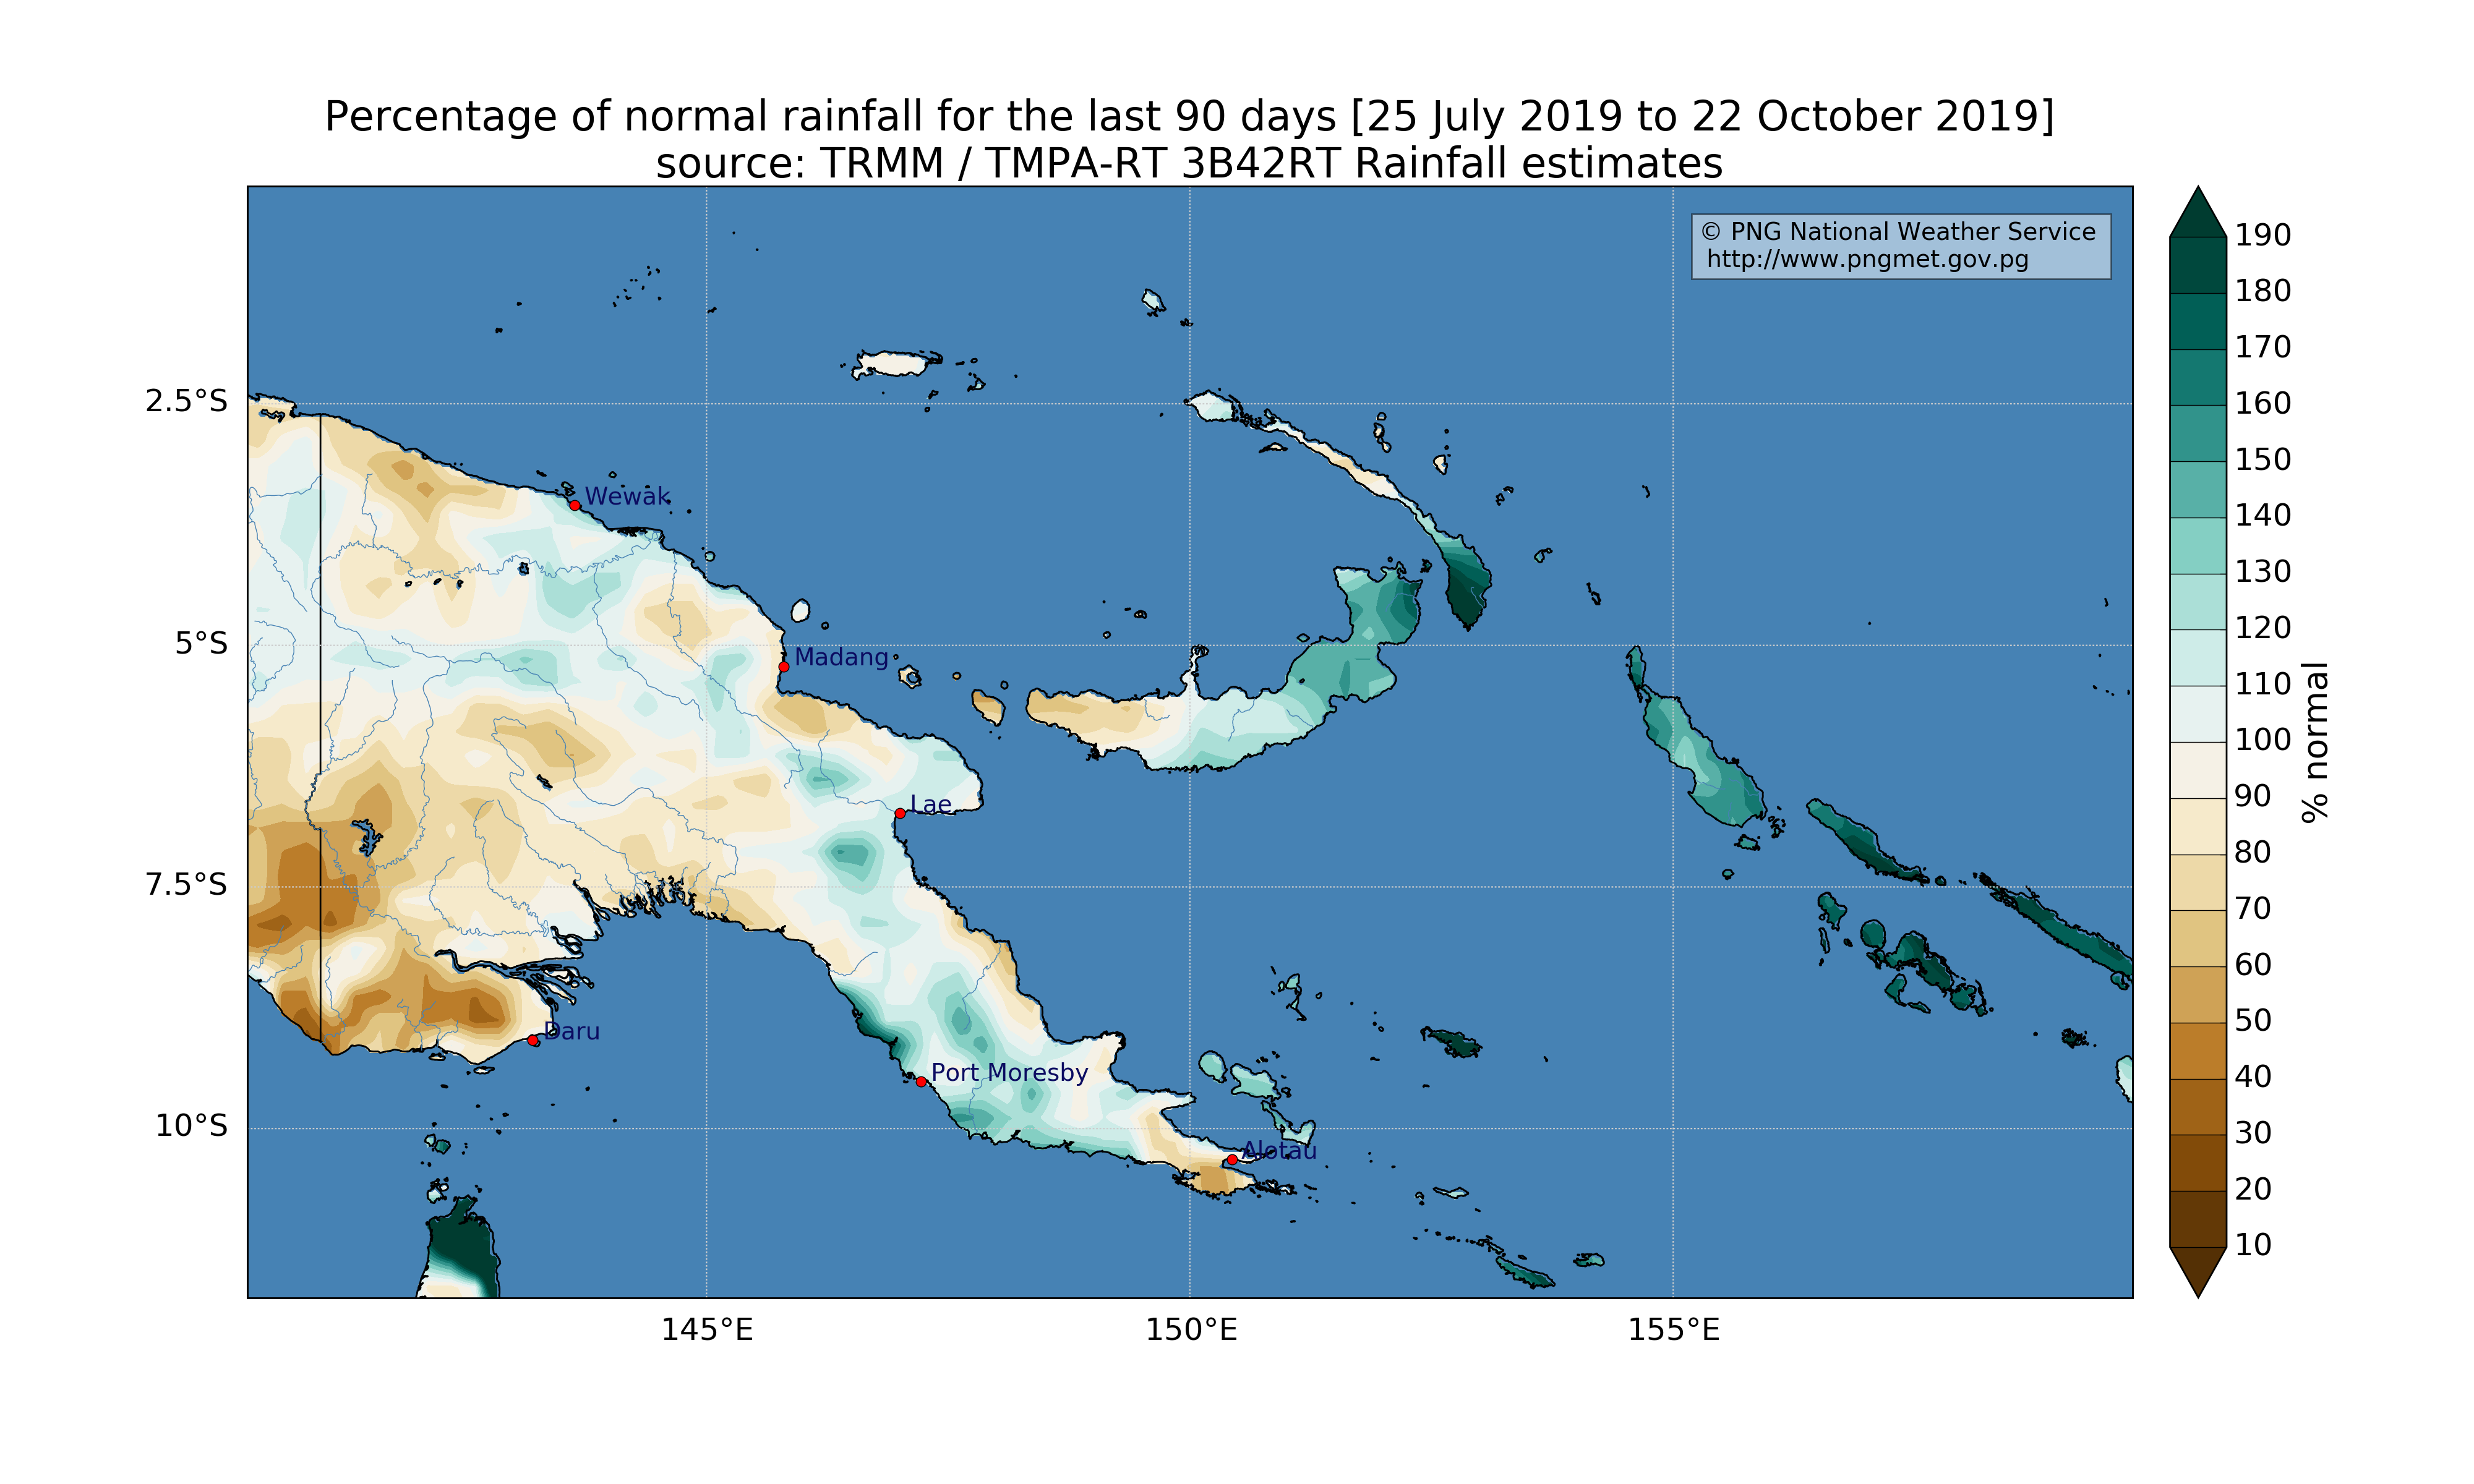 Percentage of normal rainfall for the last 90 days [25 July 2019 to 22 October 2019]
source: TRMM / TMPA-RT 3B42RT Rainfall estimates
© PNG National Weather Service
http://www.pngmet.gov.pg
2.5°S
5°S
7.5°S
10°S
Wewak
Madang
Lae
Daru
Port Moresby
Alotau
145°E
150°E
155°E
190
180
170
160
150
140
130
120
110
100
90
80
70
60
50
40
30
20
10
% normal